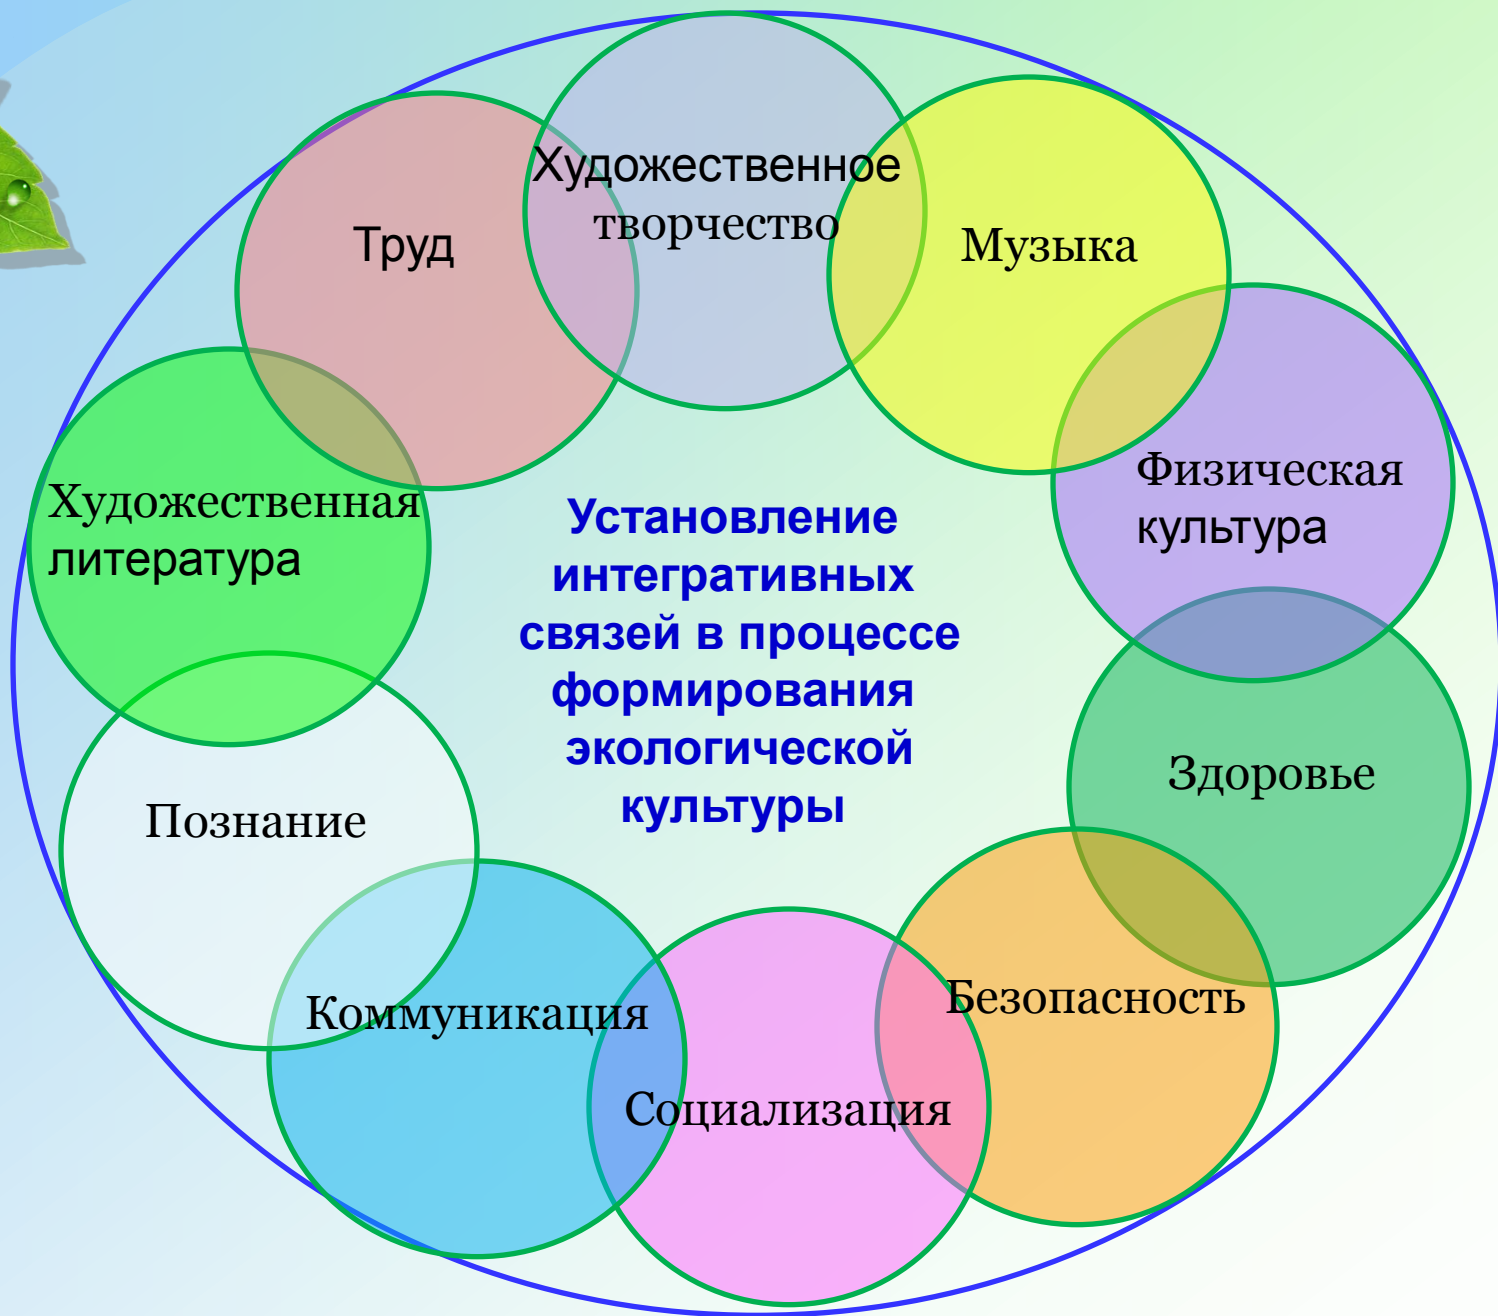 Художественное
творчество
Труд
Музыка
Физическая
культура
Художественная
литература
Установление
интегративных
связей в процессе
формирования
экологической
культуры
Здоровье
Познание
Безопасность
Коммуникация
Социализация